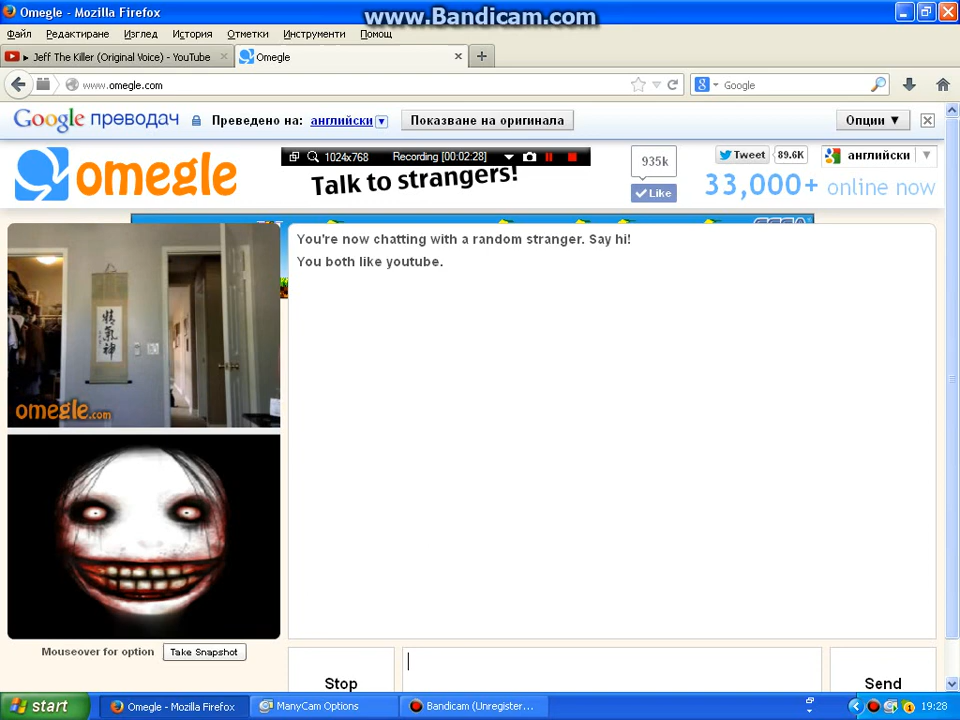 Omegle - Mozilla Firefox
www.Bandicam.com
Файл Редактиране Изглед История Отметки Инструменти Помощ
Jeff The Killer (Original Voice) - YouTube
Omegle
www.omegle.com
Google
Google преводач
Преведено на: английски
Показване на оригинала
Опции ▼
omegle
1024x768 Recording [00:02:28]
Talk to strangers!
935k
Like
Tweet 89.6K
английски
33,000+ online now
SEGA
You're now chatting with a random stranger. Say hi!
You both like youtube.
精
氣
神
omegle.com
Mouseover for option Take Snapshot
Stop
Send
start
Omegle - Mozilla Firefox
ManyCam Options
Bandicam (Unregister...
19:28